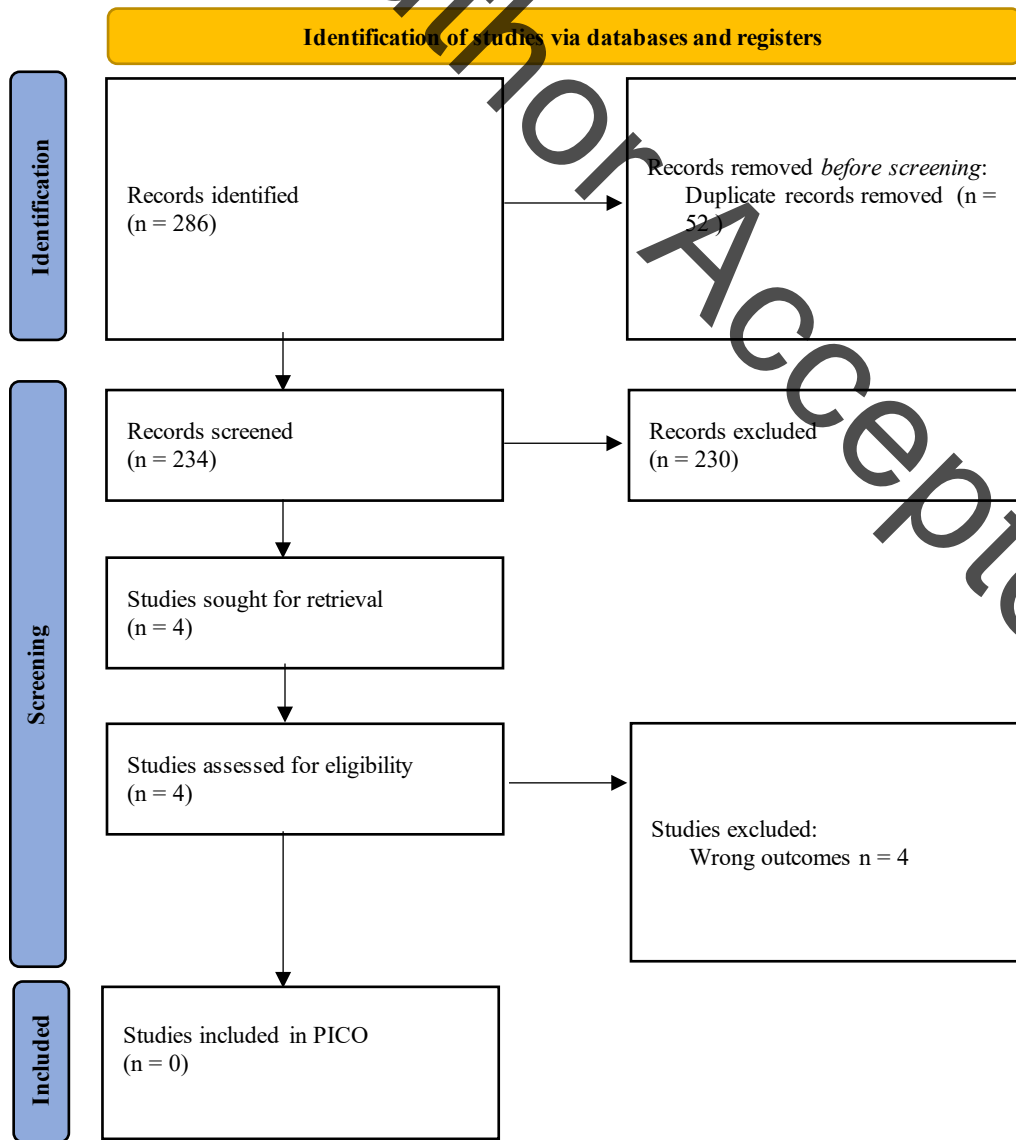 Identification of studies via databases and registers
Identification
Records identified
(n = 286)
Records removed before screening:
Duplicate records removed (n =
52 )
Screening
Records screened
(n = 234)
Records excluded
(n = 230)
Studies sought for retrieval
(n = 4)
Studies assessed for eligibility
(n = 4)
Studies excluded:
Wrong outcomes n = 4
Included
Studies included in PICO
(n = 0)